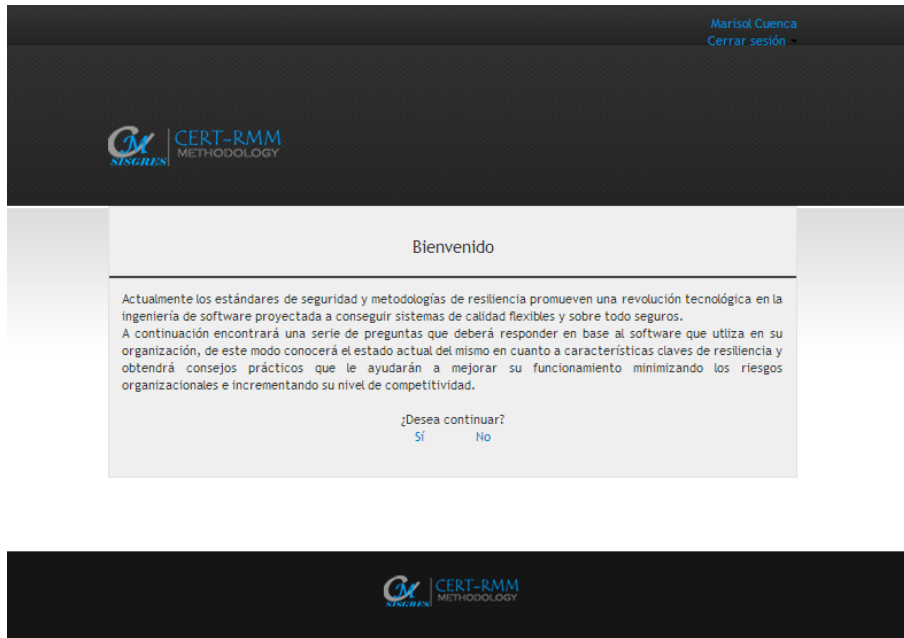 Marisol Cuenca
Cerrar sesión
CM
SISGRES
CERT-RMM
METHODOLOGY
Bienvenido
Actualmente los estándares de seguridad y metodologías de resiliencia promueven una revolución tecnológica en la
ingeniería de software proyectada a conseguir sistemas de calidad flexibles y sobre todo seguros.
A continuación encontrará una serie de preguntas que deberá responder en base al software que utliza en su
organización, de este modo conocerá el estado actual del mismo en cuanto a características claves de resiliencia y
obtendrá consejos prácticos que le ayudarán a mejorar su funcionamiento minimizando los riesgos
organizacionales e incrementando su nivel de competitividad.
¿Desea continuar?
Sí No
CM
SISGRES
CERT-RMM
METHODOLOGY